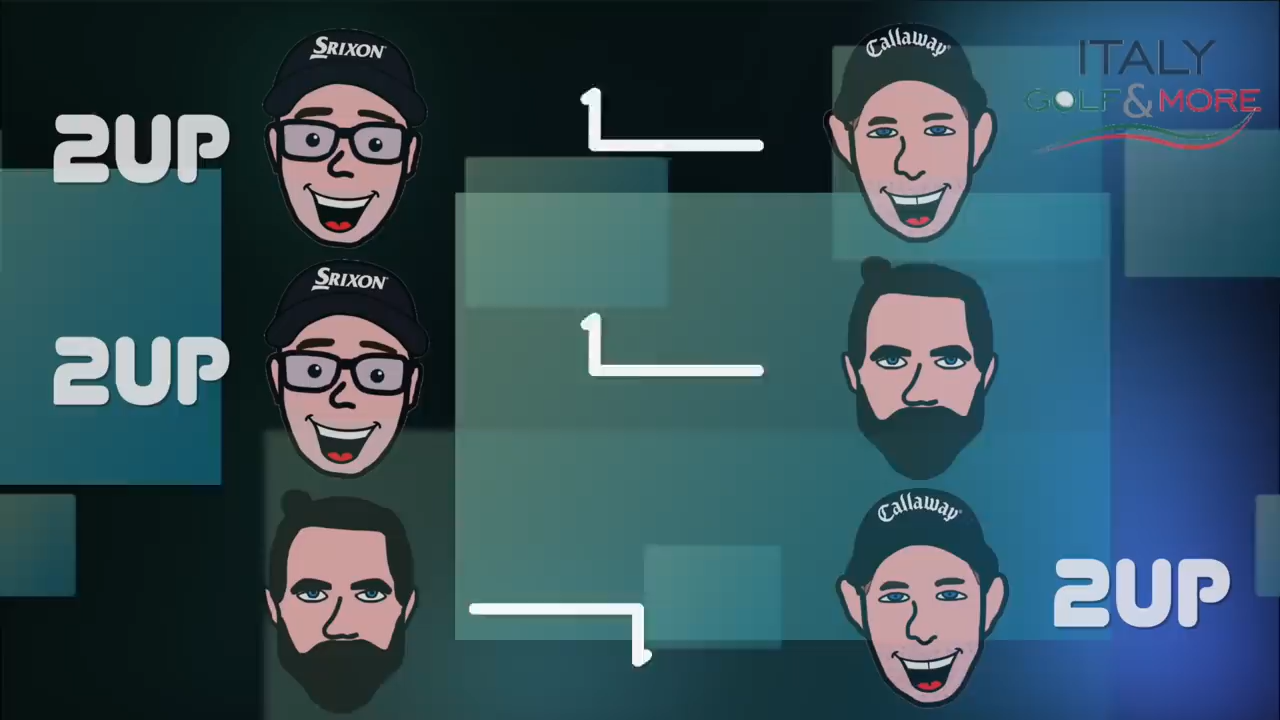 SRIXON
Callaway
ITALY
GOLF & MORE
2UP
SRIXON
2UP
Callaway
2UP